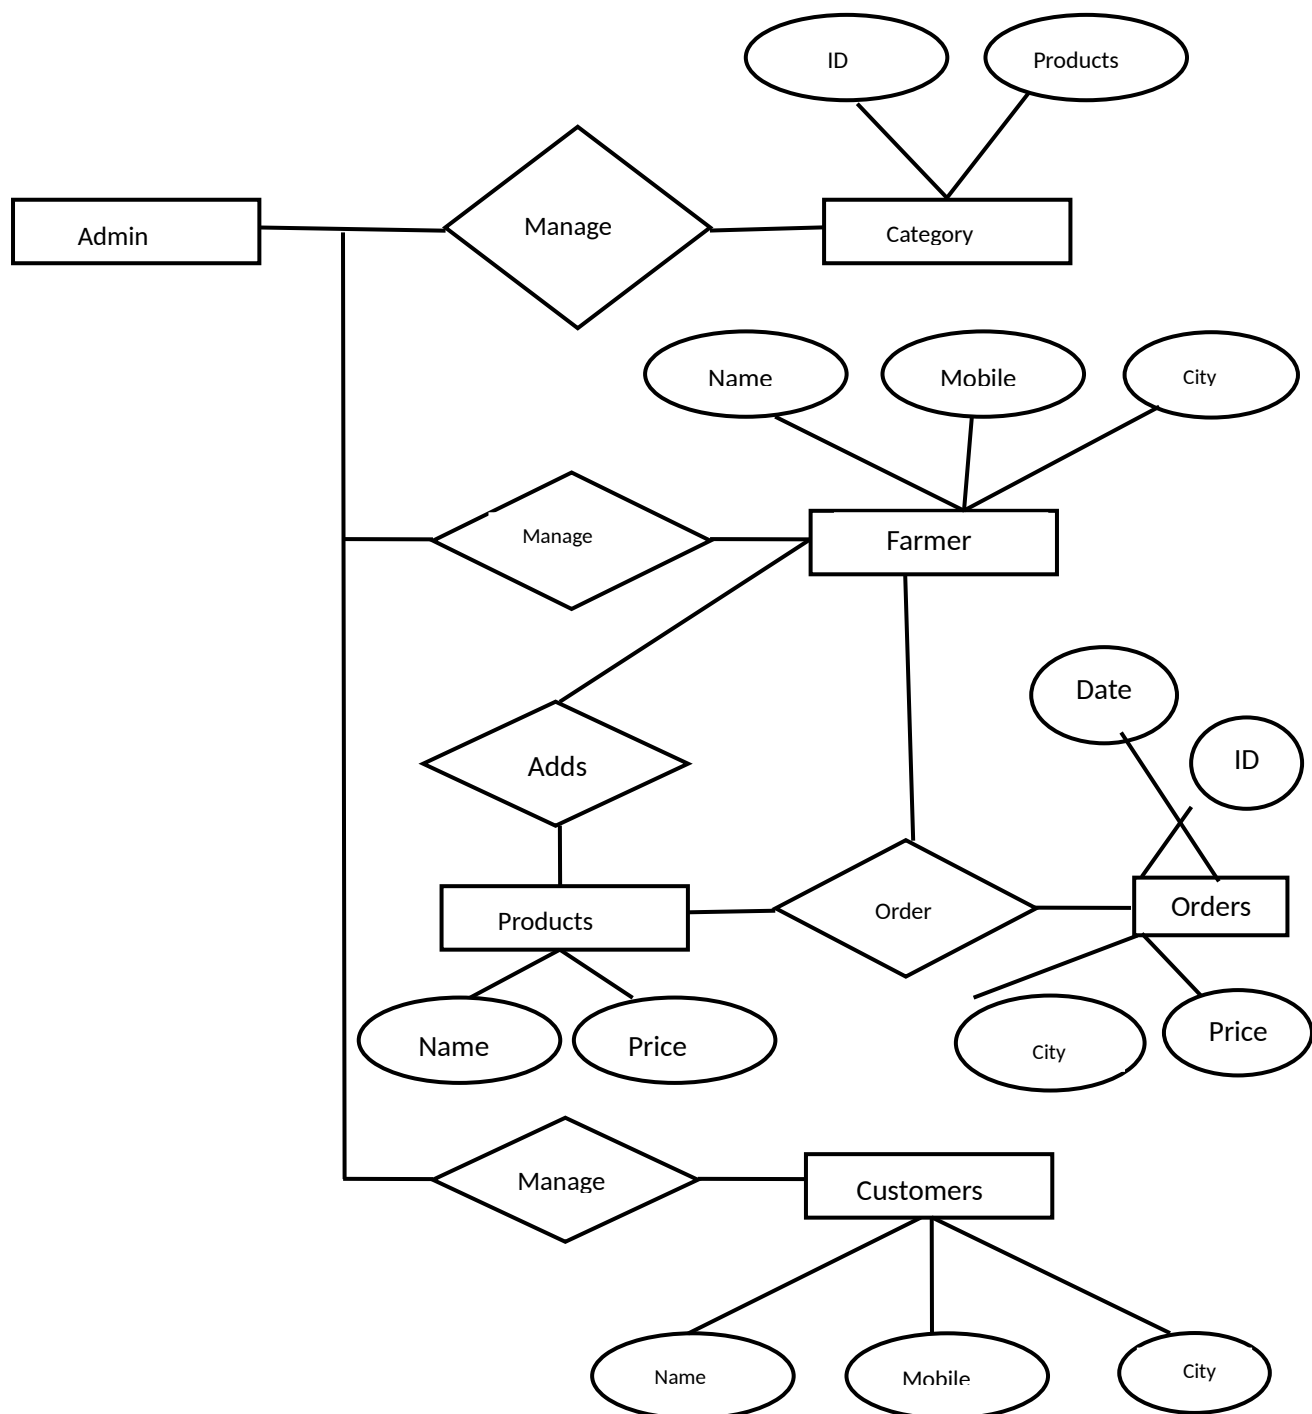 ID
Products
Admin
Manage
Category
Name
Mobile
City
Manage
Farmer
Date
ID
Adds
Products
Order
Orders
Name
Price
City
Price
Manage
Customers
Name
Mobile
City